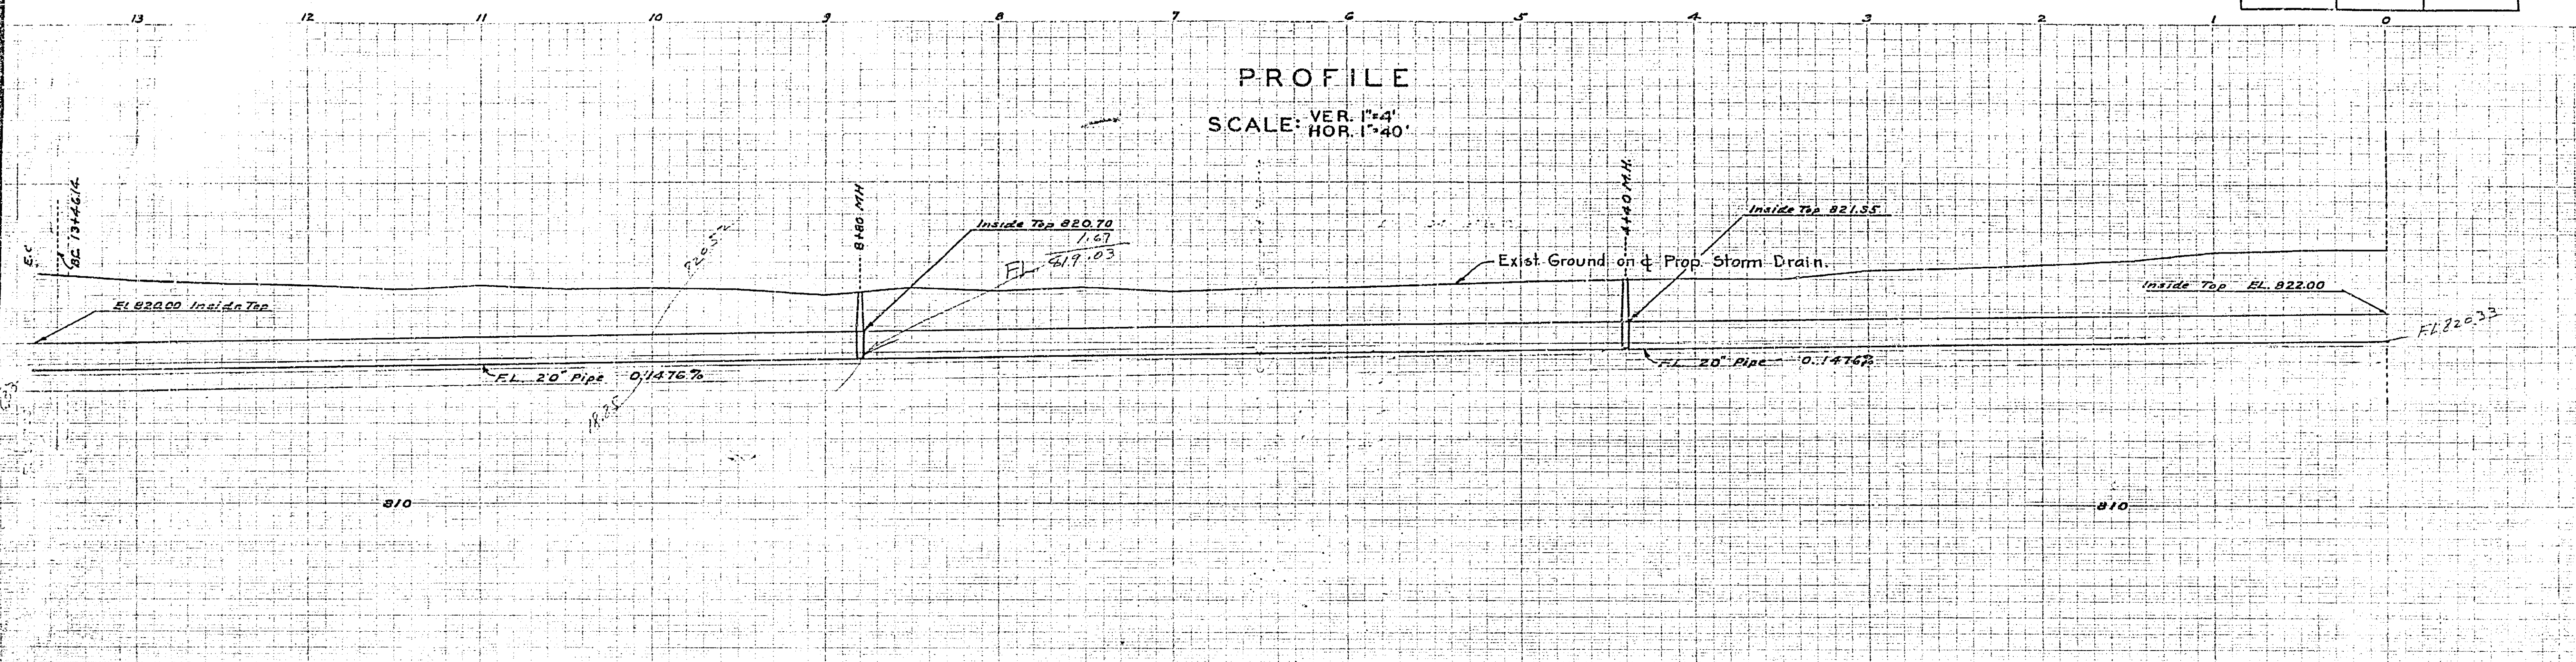 13 12 11 10 9 8 7 6 5 4 3 2 1 0
PROFILE
SCALE: VER. 1"=4'
HOR. 1"=40'
E.C.
BC 13+46.14
8+80 M.H.
4+40 M.H.
Inside Top 820.70
1.67
FL 819.03
Inside Top 821.35
Exist. Ground on ℄ Prop. Storm Drain.
El 820.00 Inside Top
Inside Top EL. 822.00
FL 820.33
F.L. 20" Pipe 0.1476%
F.L. 20" Pipe 0.1476%
18.85
810
810